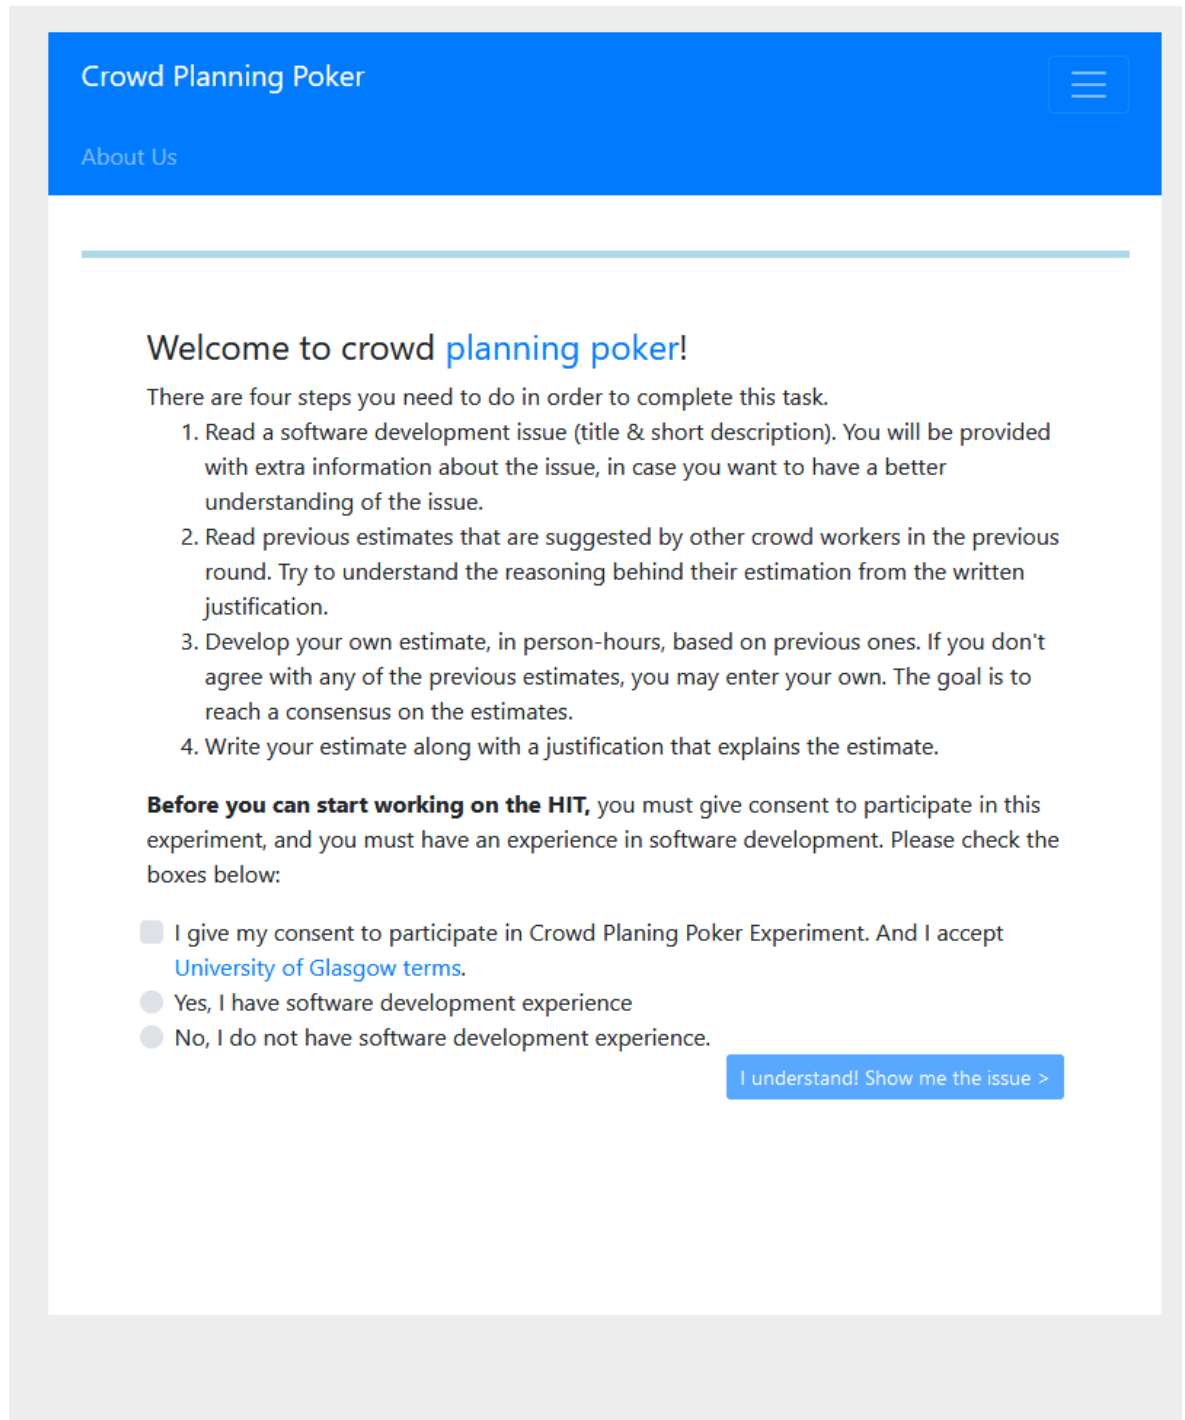 Crowd Planning Poker
About Us
Welcome to crowd planning poker!
There are four steps you need to do in order to complete this task.
1. Read a software development issue (title & short description). You will be provided
with extra information about the issue, in case you want to have a better
understanding of the issue.
2. Read previous estimates that are suggested by other crowd workers in the previous
round. Try to understand the reasoning behind their estimation from the written
justification.
3. Develop your own estimate, in person-hours, based on previous ones. If you don't
agree with any of the previous estimates, you may enter your own. The goal is to
reach a consensus on the estimates.
4. Write your estimate along with a justification that explains the estimate.
Before you can start working on the HIT, you must give consent to participate in this
experiment, and you must have an experience in software development. Please check the
boxes below:
I give my consent to participate in Crowd Planing Poker Experiment. And I accept
University of Glasgow terms.
Yes, I have software development experience
No, I do not have software development experience.
I understand! Show me the issue >